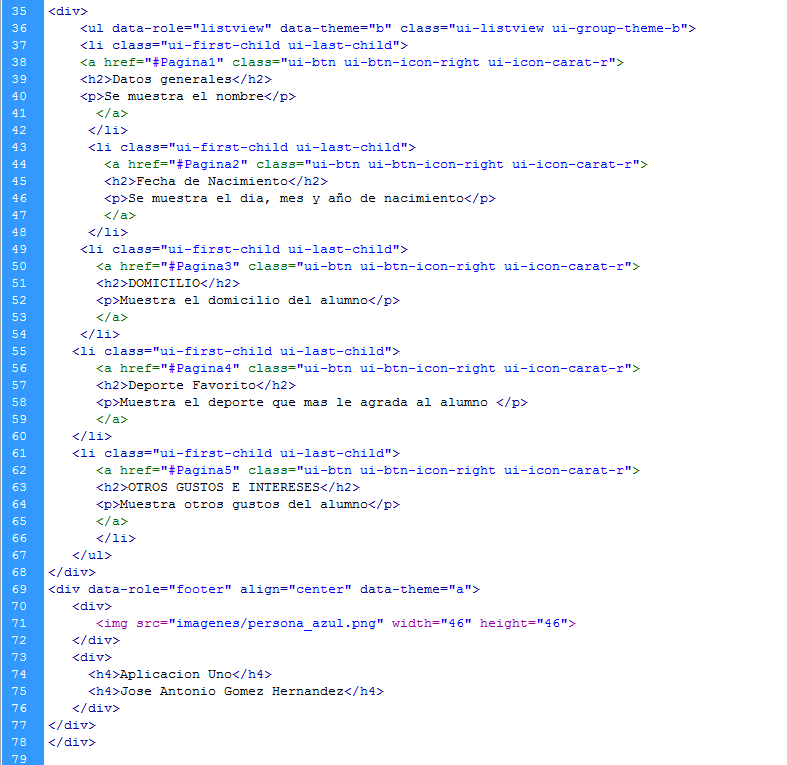 35 <div>
36 <ul data-role="listview" data-theme="b" class="ui-listview ui-group-theme-b">
37 <li class="ui-first-child ui-last-child">
38 <a href="#Pagina1" class="ui-btn ui-btn-icon-right ui-icon-carat-r">
39 <h2>Datos generales</h2>
40 <p>Se muestra el nombre</p>
41 </a>
42 </li>
43 <li class="ui-first-child ui-last-child">
44 <a href="#Pagina2" class="ui-btn ui-btn-icon-right ui-icon-carat-r">
45 <h2>Fecha de Nacimiento</h2>
46 <p>Se muestra el dia, mes y año de nacimiento</p>
47 </a>
48 </li>
49 <li class="ui-first-child ui-last-child">
50 <a href="#Pagina3" class="ui-btn ui-btn-icon-right ui-icon-carat-r">
51 <h2>DOMICILIO</h2>
52 <p>Muestra el domicilio del alumno</p>
53 </a>
54 </li>
55 <li class="ui-first-child ui-last-child">
56 <a href="#Pagina4" class="ui-btn ui-btn-icon-right ui-icon-carat-r">
57 <h2>Deporte Favorito</h2>
58 <p>Muestra el deporte que mas le agrada al alumno </p>
59 </a>
60 </li>
61 <li class="ui-first-child ui-last-child">
62 <a href="#Pagina5" class="ui-btn ui-btn-icon-right ui-icon-carat-r">
63 <h2>OTROS GUSTOS E INTERESES</h2>
64 <p>Muestra otros gustos del alumno</p>
65 </a>
66 </li>
67 </ul>
68 </div>
69 <div data-role="footer" align="center" data-theme="a">
70 <div>
71 <img src="imagenes/persona_azul.png" width="46" height="46">
72 </div>
73 <div>
74 <h4>Aplicacion Uno</h4>
75 <h4>Jose Antonio Gomez Hernandez</h4>
76 </div>
77 </div>
78 </div>
79